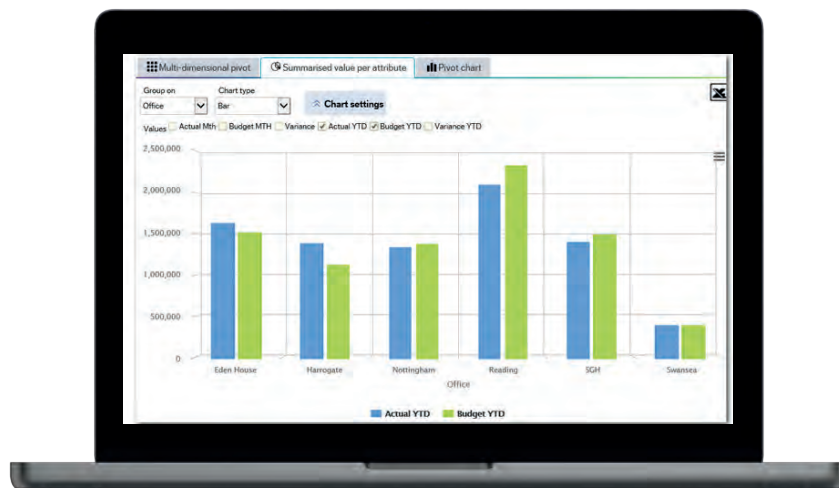 Multi-dimensional pivot Summarised value per attribute Pivot chart
Group on Chart type
Office Bar Chart settings
Values Actual Mth Budget MTH Variance Actual YTD Budget YTD Variance YTD
2,500,000
2,000,000
1,500,000
1,000,000
500,000
0
Eden House Harrogate Nottingham Reading SGH Swansea
Office
Actual YTD Budget YTD